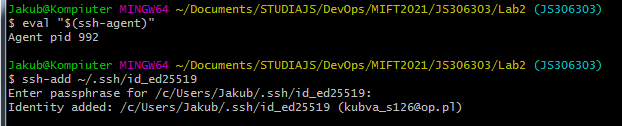 Jakub@Kompiuter MINGW64 ~/Documents/STUDIAJS/DevOps/MIFT2021/JS306303/Lab2 (JS306303)
$ eval "$(ssh-agent)"
Agent pid 992
Jakub@Kompiuter MINGW64 ~/Documents/STUDIAJS/DevOps/MIFT2021/JS306303/Lab2 (JS306303)
$ ssh-add ~/.ssh/id_ed25519
Enter passphrase for /c/Users/Jakub/.ssh/id_ed25519:
Identity added: /c/Users/Jakub/.ssh/id_ed25519 (kubva_s126@op.pl)